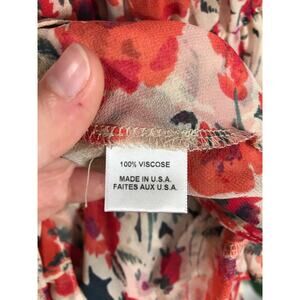 100% VISCOSE
MADE IN U.S.A.
FAITES AUX U.S.A.